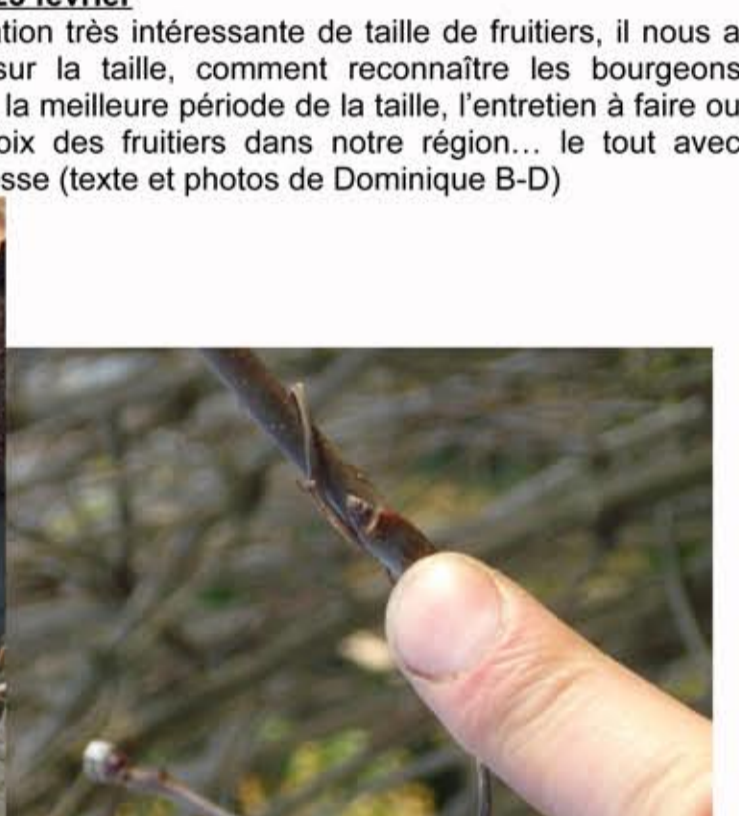 février
tion très intéressante de taille de fruitiers, il nous a
sur la taille, comment reconnaître les bourgeons
la meilleure période de la taille, l'entretien à faire ou
oix des fruitiers dans notre région... le tout avec
sse (texte et photos de Dominique B-D)